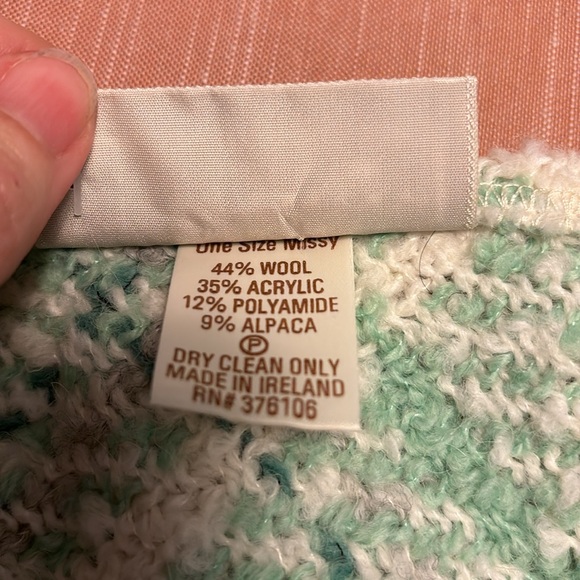 One Size Missy
44% WOOL
35% ACRYLIC
12% POLYAMIDE
9% ALPACA
P
DRY CLEAN ONLY
MADE IN IRELAND
RN# 376106